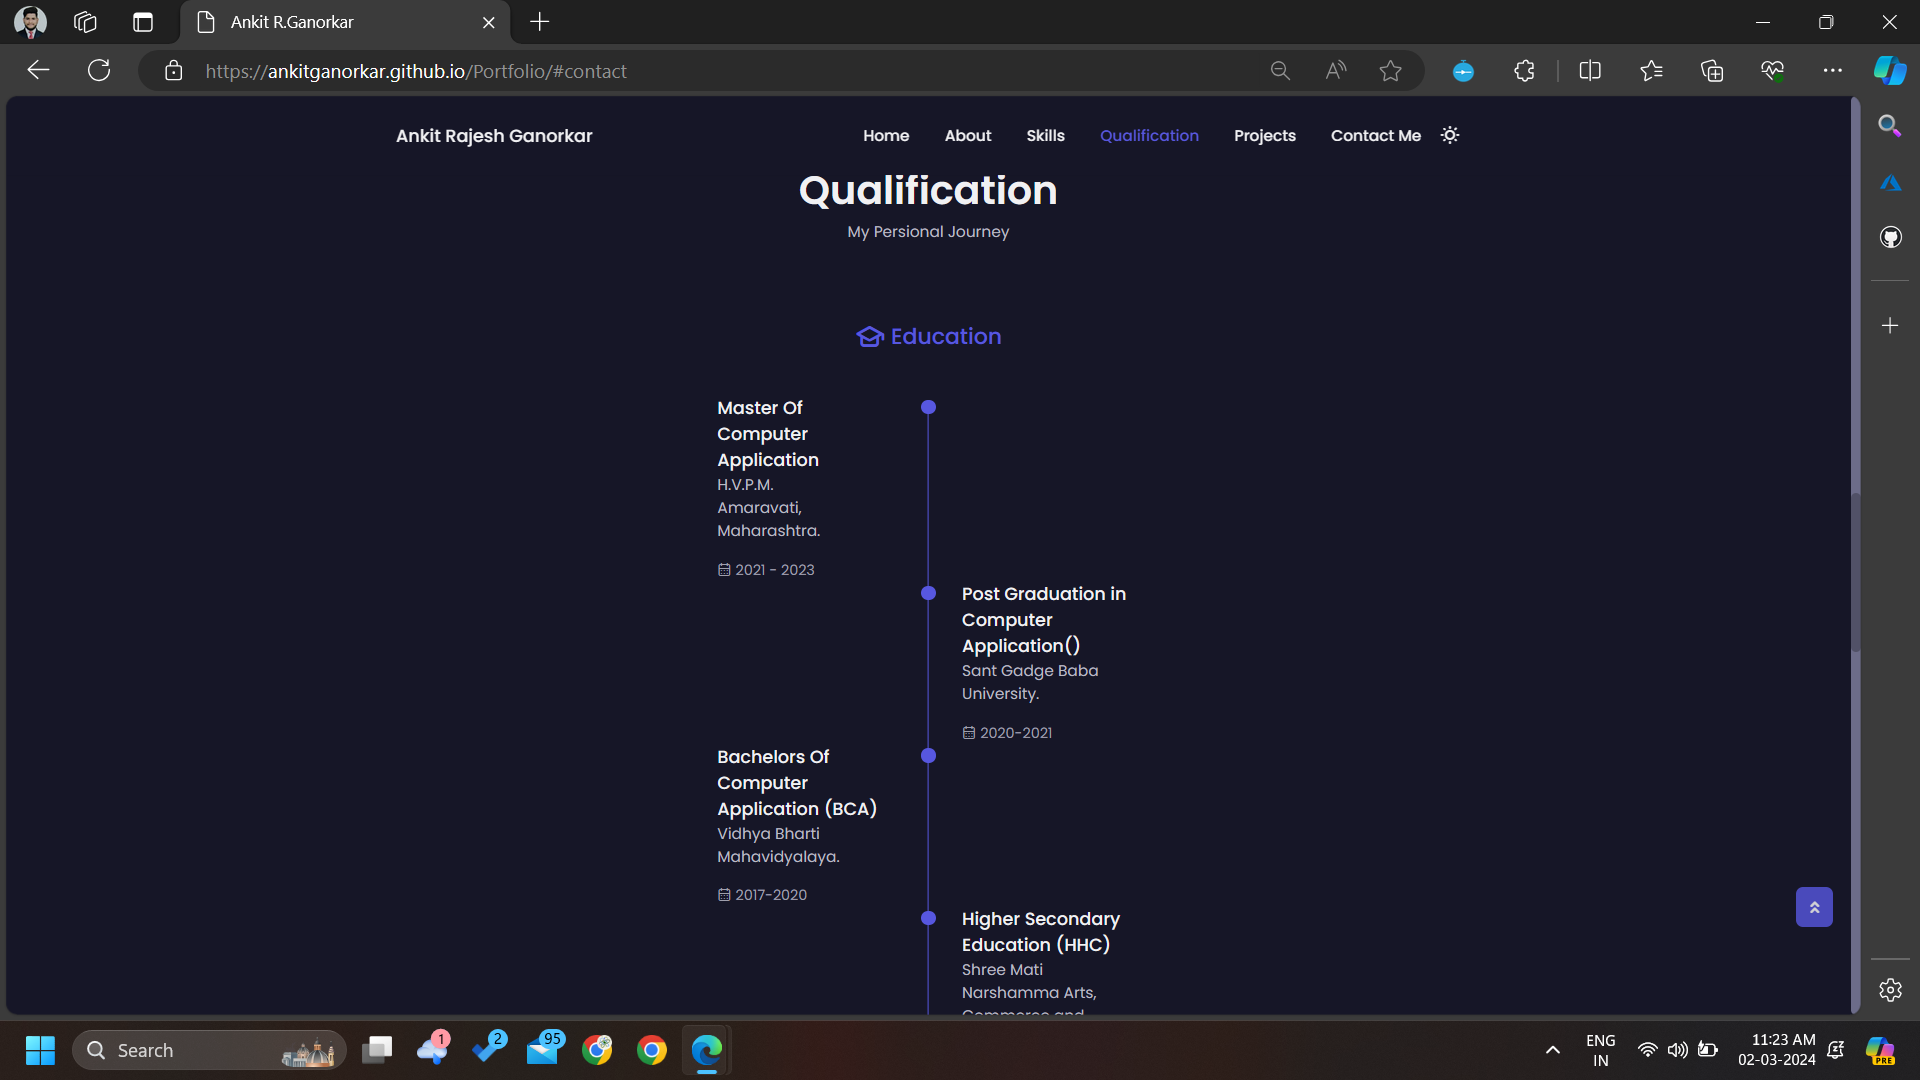 Ankit R.Ganorkar
https://ankitganorkar.github.io/Portfolio/#contact
Ankit Rajesh Ganorkar
Home About Skills Qualification Projects Contact Me
Qualification
My Persional Journey
Education
Master Of
Computer
Application
H.V.P.M.
Amaravati,
Maharashtra.
2021 - 2023
Post Graduation in
Computer
Application()
Sant Gadge Baba
University.
2020-2021
Bachelors Of
Computer
Application (BCA)
Vidhya Bharti
Mahavidyalaya.
2017-2020
Higher Secondary
Education (HHC)
Shree Mati
Narshamma Arts,
Commerce and
Search
1
2
95
PRE
ENG
IN
11:23 AM
02-03-2024